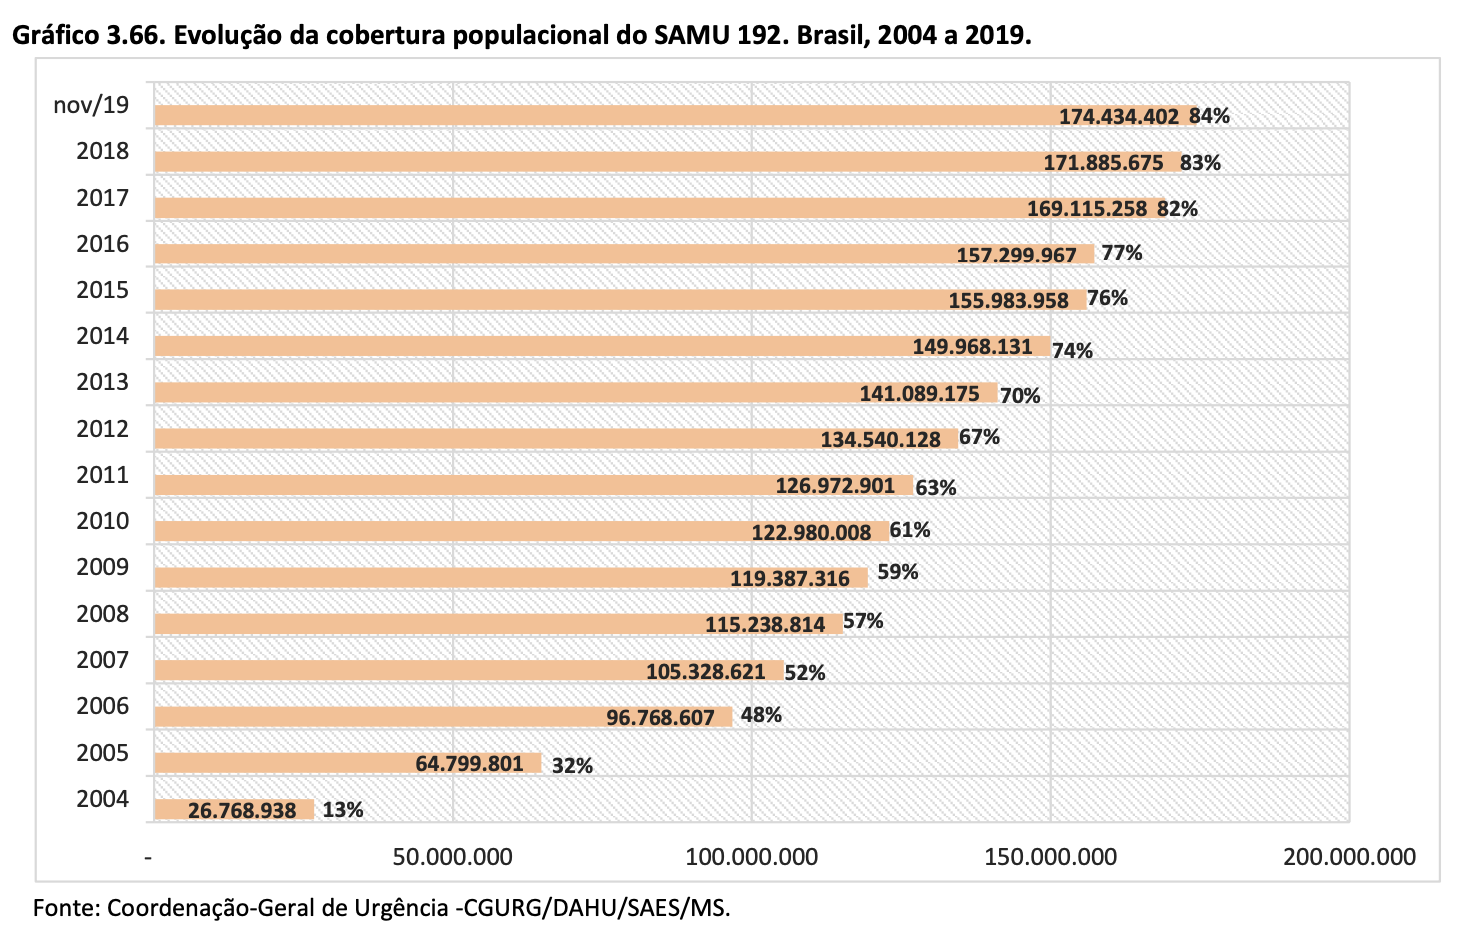 Gráfico 3.66. Evolução da cobertura populacional do SAMU 192. Brasil, 2004 a 2019.
nov/19 174.434.402 84%
2018 171.885.675 83%
2017 169.115.258 82%
2016 157.299.967 77%
2015 155.983.958 76%
2014 149.968.131 74%
2013 141.089.175 70%
2012 134.540.128 67%
2011 126.972.901 63%
2010 122.980.008 61%
2009 119.387.316 59%
2008 115.238.814 57%
2007 105.328.621 52%
2006 96.768.607 48%
2005 64.799.801 32%
2004 26.768.938 13%
- 50.000.000 100.000.000 150.000.000 200.000.000
Fonte: Coordenação-Geral de Urgência -CGURG/DAHU/SAES/MS.